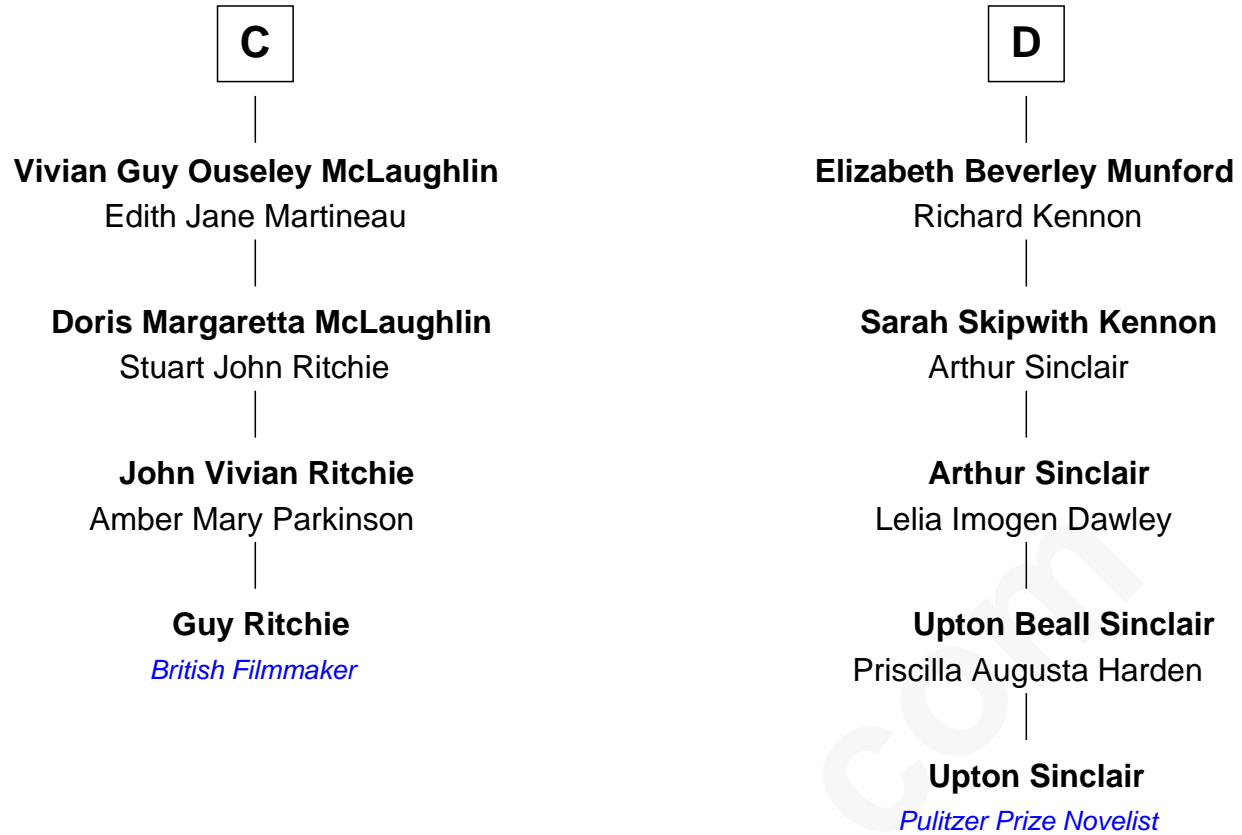 C
Vivian Guy Ouseley McLaughlin
Edith Jane Martineau
Doris Margaretta McLaughlin
Stuart John Ritchie
John Vivian Ritchie
Amber Mary Parkinson
Guy Ritchie
British Filmmaker
D
Elizabeth Beverley Munford
Richard Kennon
Sarah Skipwith Kennon
Arthur Sinclair
Arthur Sinclair
Lelia Imogen Dawley
Upton Beall Sinclair
Priscilla Augusta Harden
Upton Sinclair
Pulitzer Prize Novelist
com